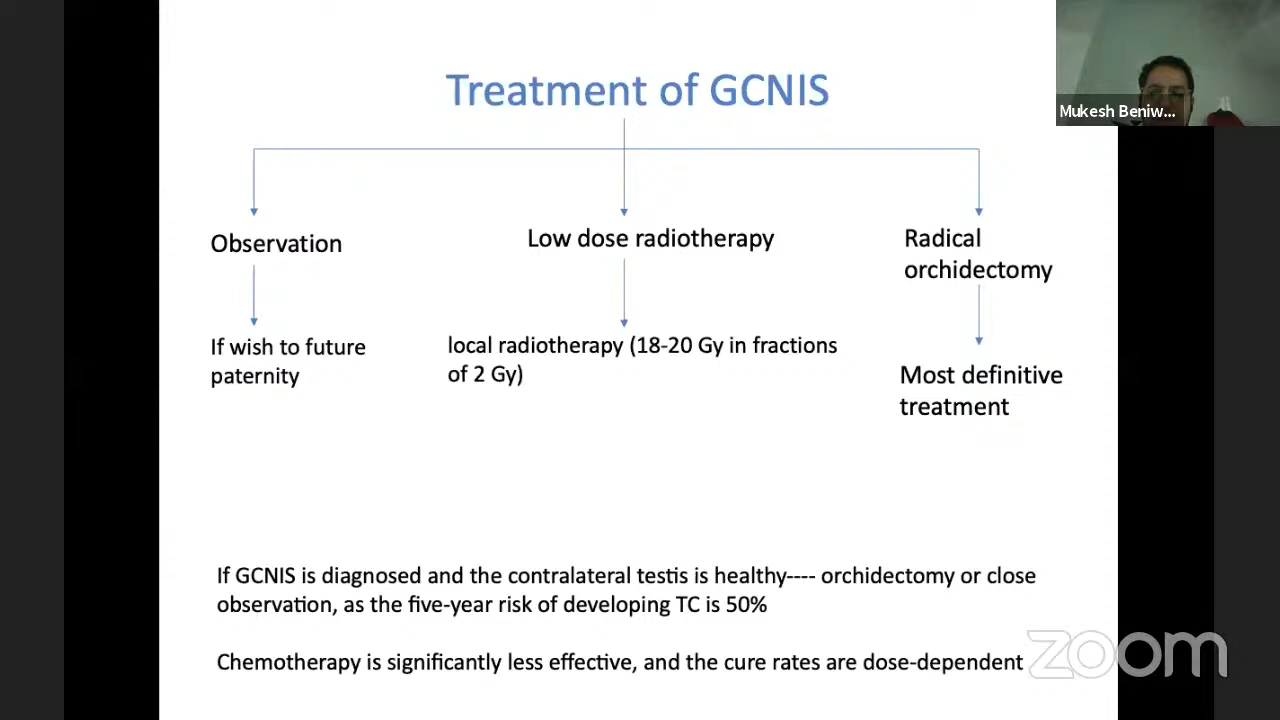 Treatment of GCNIS
Mukesh Beniw...
Observation
Low dose radiotherapy
Radical
orchidectomy
If wish to future
paternity
local radiotherapy (18-20 Gy in fractions
of 2 Gy)
Most definitive
treatment
If GCNIS is diagnosed and the contralateral testis is healthy---- orchidectomy or close
observation, as the five-year risk of developing TC is 50%
Chemotherapy is significantly less effective, and the cure rates are dose-dependent
zoom